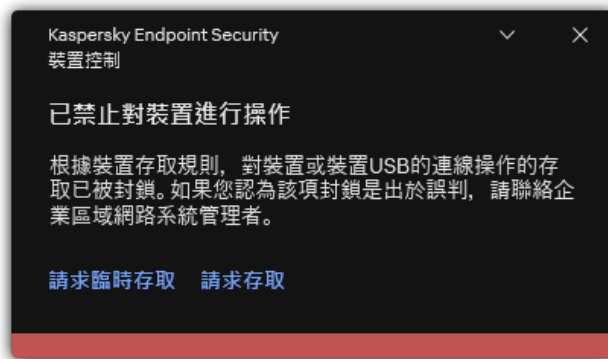 Kaspersky Endpoint Security
裝置控制
已禁止對裝置進行操作
根據裝置存取規則，對裝置或裝置USB的連線操作的存
取已被封鎖。如果您認為該項封鎖是出於誤判，請聯絡企
業區域網路系統管理者。
請求臨時存取 請求存取